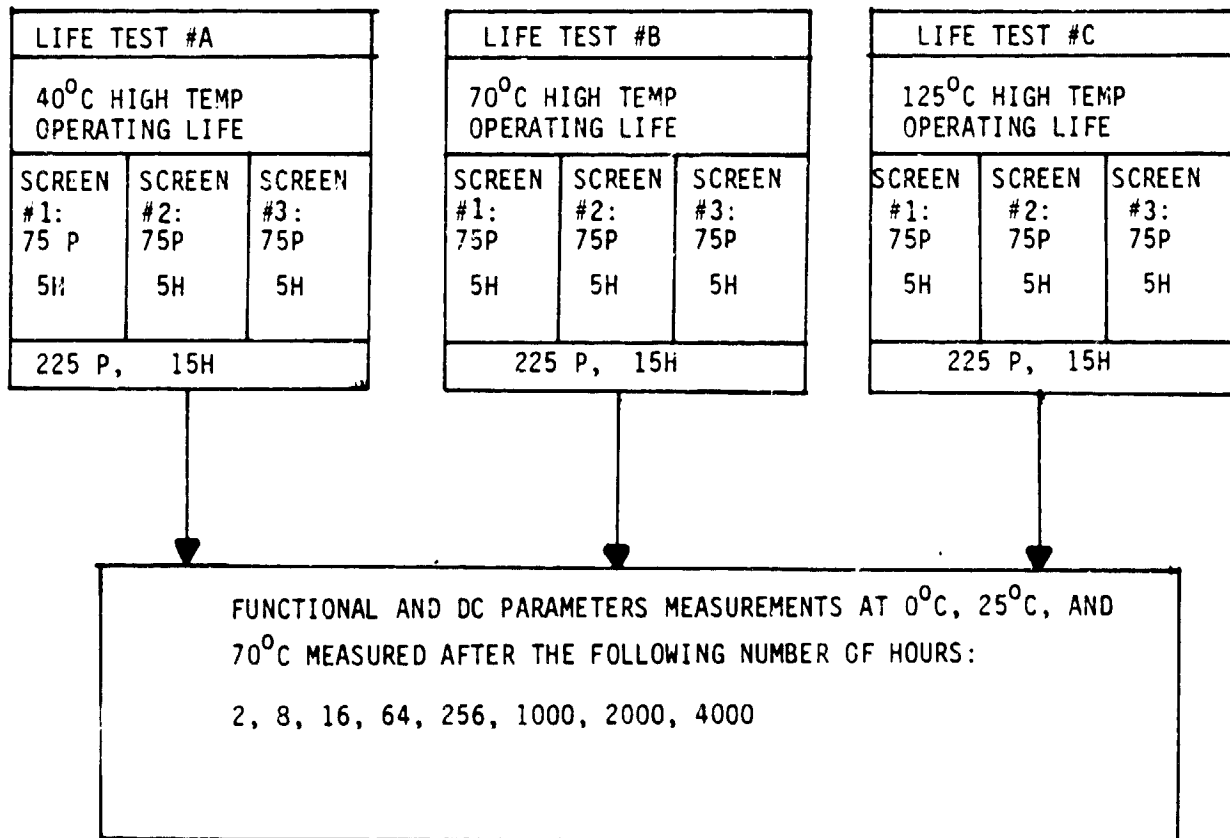 LIFE TEST #A
40°C HIGH TEMP
OPERATING LIFE
SCREEN
#1:
75 P
5H
SCREEN
#2:
75P
5H
SCREEN
#3:
75P
5H
225 P, 15H
LIFE TEST #B
70°C HIGH TEMP
OPERATING LIFE
SCREEN
#1:
75P
5H
SCREEN
#2:
75P
5H
SCREEN
#3:
75P
5H
225 P, 15H
LIFE TEST #C
125°C HIGH TEMP
OPERATING LIFE
SCREEN
#1:
75P
5H
SCREEN
#2:
75P
5H
SCREEN
#3:
75P
5H
225 P, 15H
FUNCTIONAL AND DC PARAMETERS MEASUREMENTS AT 0°C, 25°C, AND
70°C MEASURED AFTER THE FOLLOWING NUMBER OF HOURS:
2, 8, 16, 64, 256, 1000, 2000, 4000